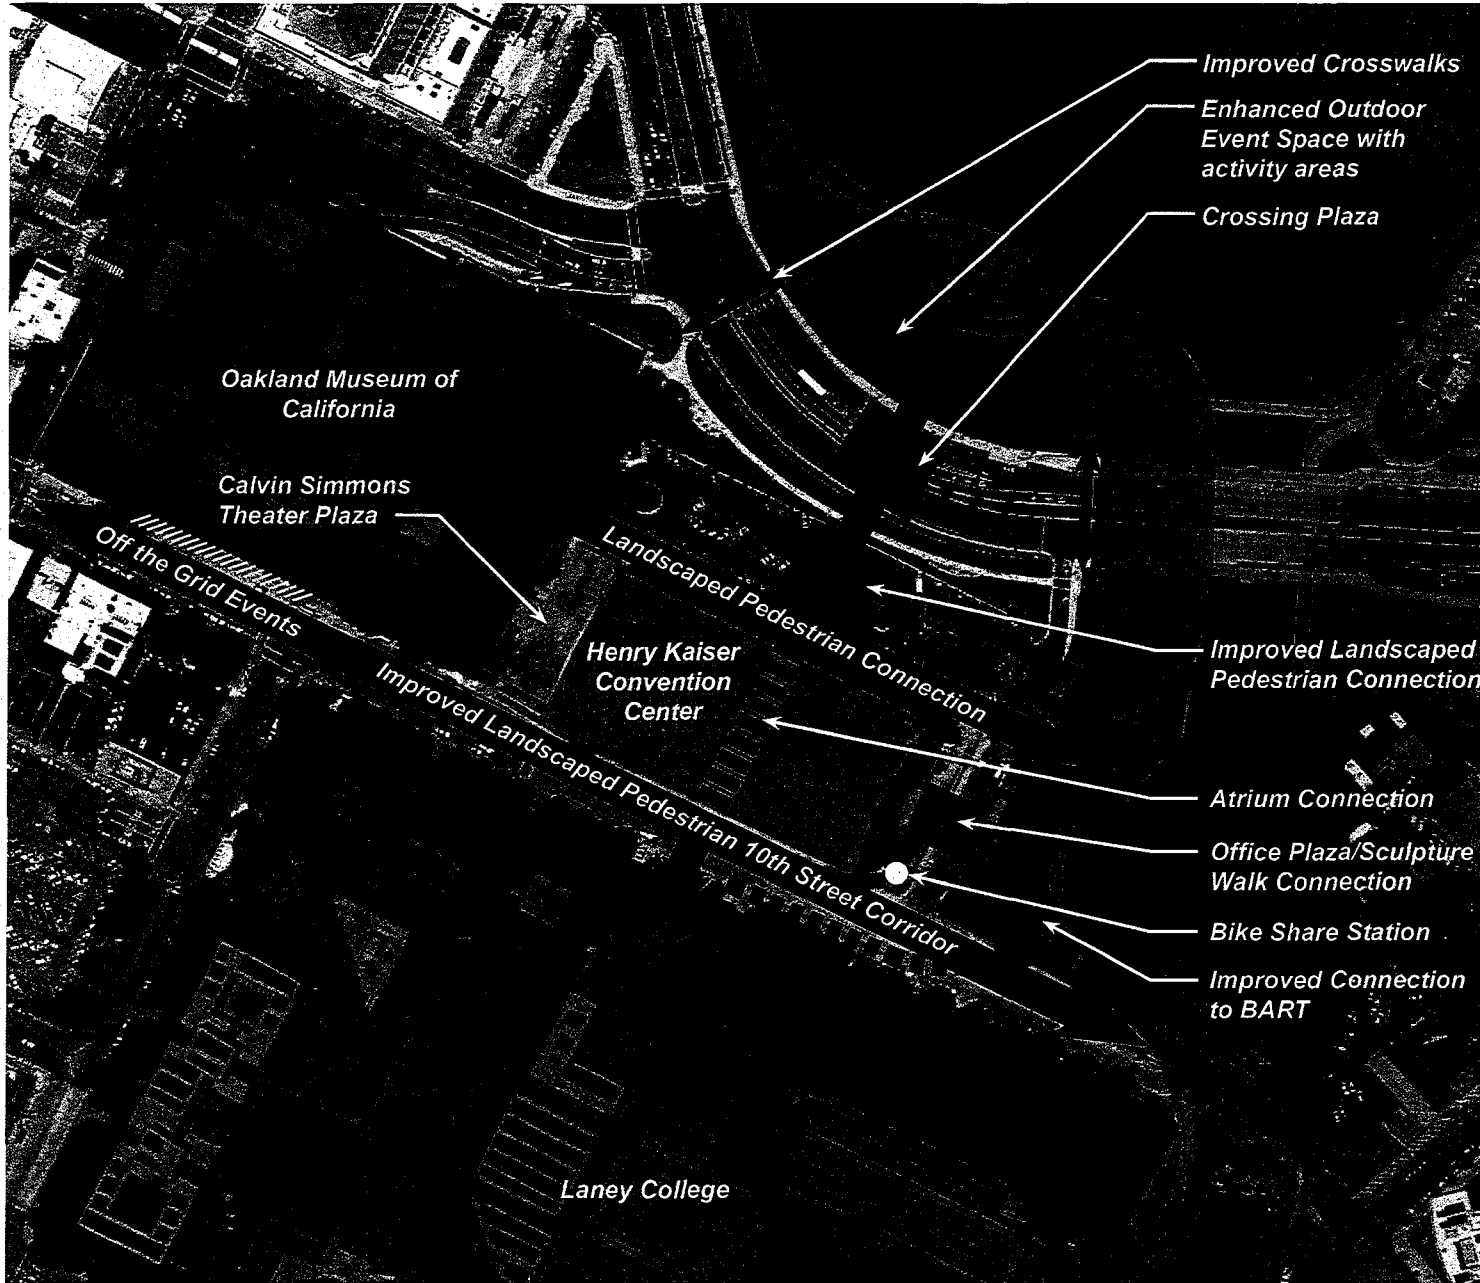 Improved Crosswalks
Enhanced Outdoor
Event Space with
activity areas
Crossing Plaza
Oakland Museum of
California
Calvin Simmons
Theater Plaza
Off the Grid Events
Landscaped Pedestrian Connection
Henry Kaiser
Convention
Center
Improved Landscaped
Pedestrian Connection
Improved Landscaped Pedestrian 10th Street Corridor
Atrium Connection
Office Plaza/Sculpture
Walk Connection
Bike Share Station
Improved Connection
to BART
Laney College